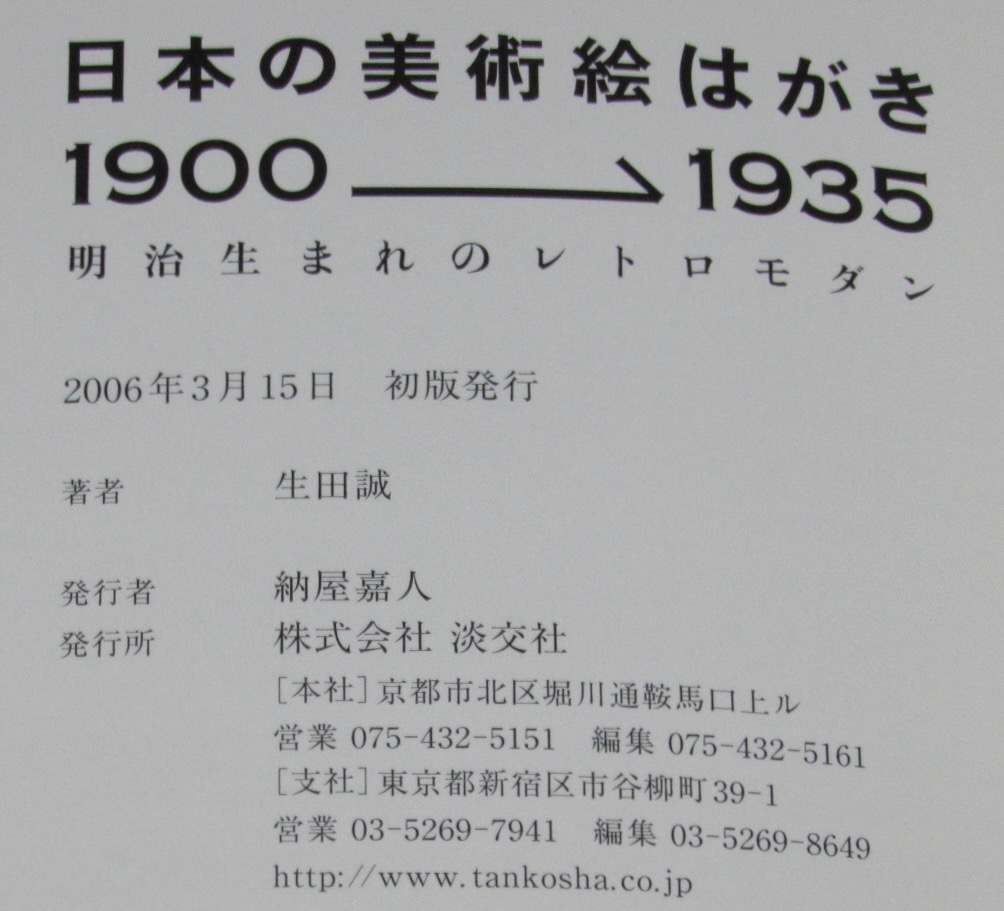 日本の美術絵はがき
1900→1935
明治生まれのレトロモダン
2006年3月15日　初版発行
著者　生田誠
発行者　納屋嘉人
発行所　株式会社 淡交社
［本社］京都市北区堀川通鞍馬口上ル
営業 075-432-5151　編集 075-432-5161
［支社］東京都新宿区市谷柳町39-1
営業 03-5269-7941　編集 03-5269-8649
http://www.tankosha.co.jp